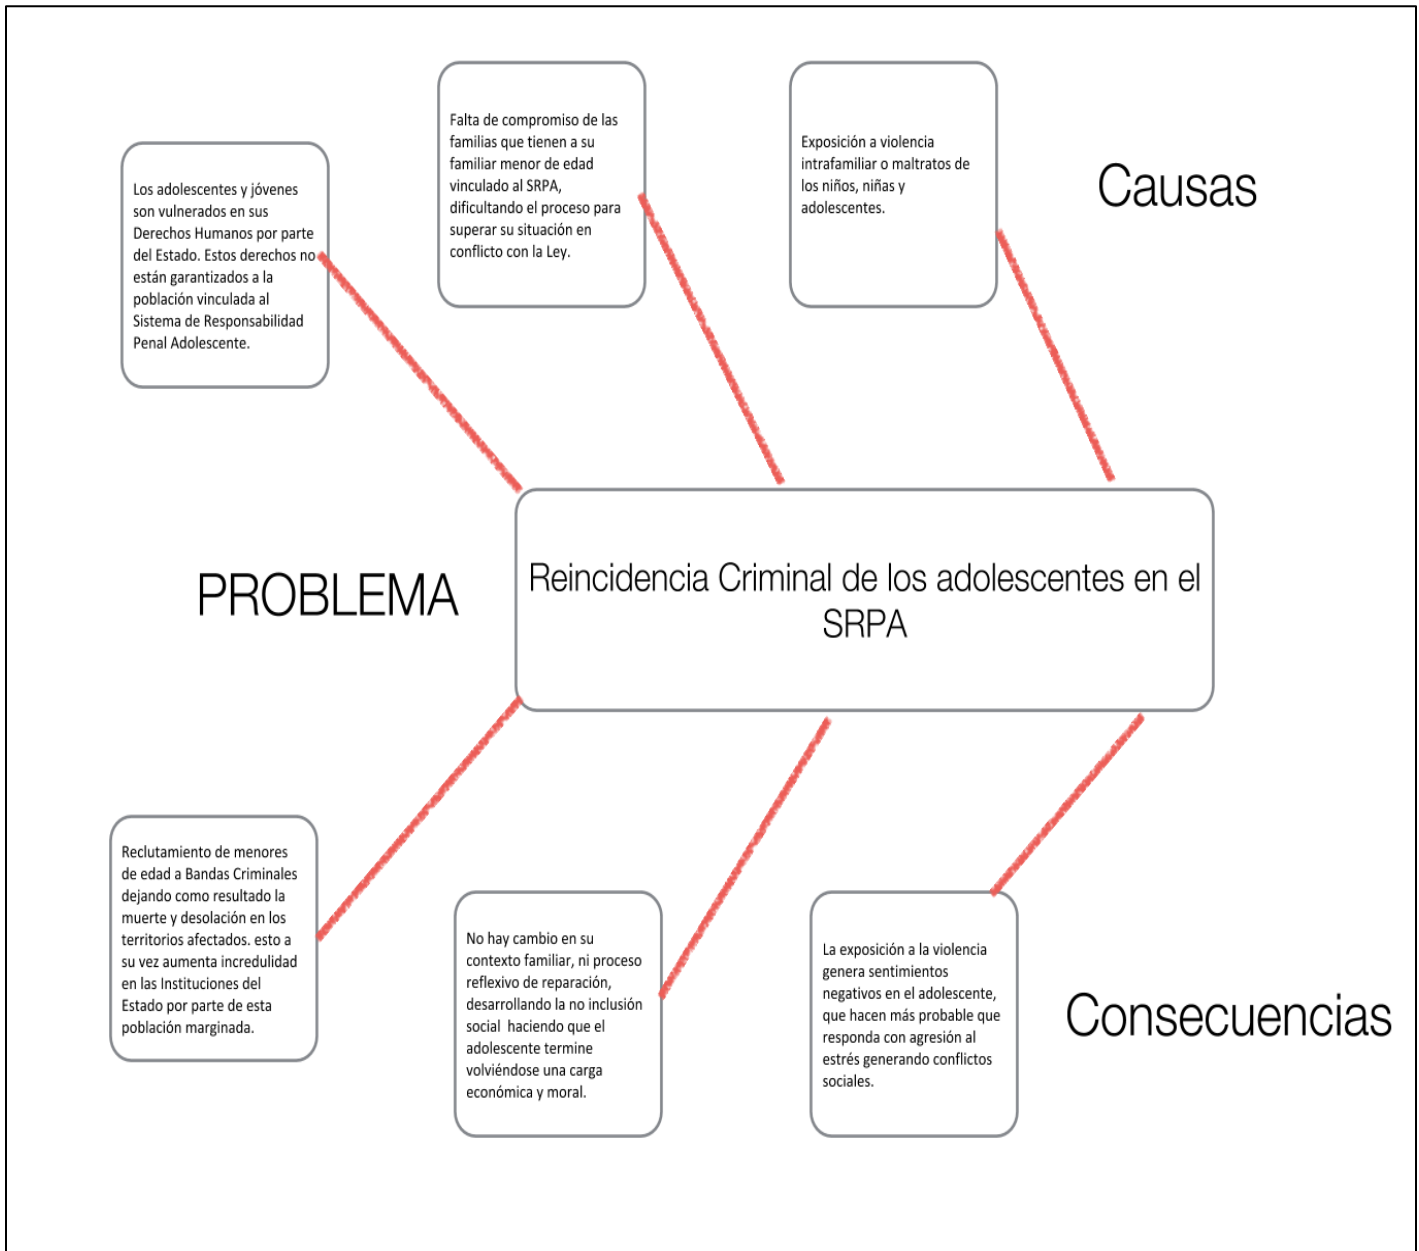 Los adolescentes y jóvenes
son vulnerados en sus
Derechos Humanos por parte
del Estado. Estos derechos no
están garantizados a la
población vinculada al
Sistema de Responsabilidad
Penal Adolescente.
Falta de compromiso de las
familias que tienen a su
familiar menor de edad
vinculado al SRPA,
dificultando el proceso para
superar su situación en
conflicto con la Ley.
Exposición a violencia
intrafamiliar o maltratos de
los niños, niñas y
adolescentes.
Causas
PROBLEMA
Reincidencia Criminal de los adolescentes en el
SRPA
Reclutamiento de menores
de edad a Bandas Criminales
dejando como resultado la
muerte y desolación en los
territorios afectados. esto a
su vez aumenta incredulidad
en las Instituciones del
Estado por parte de esta
población marginada.
No hay cambio en su
contexto familiar, ni proceso
reflexivo de reparación,
desarrollando la no inclusión
social  haciendo que el
adolescente termine
volviéndose una carga
económica y moral.
La exposición a la violencia
genera sentimientos
negativos en el adolescente,
que hacen más probable que
responda con agresión al
estrés generando conflictos
sociales.
Consecuencias